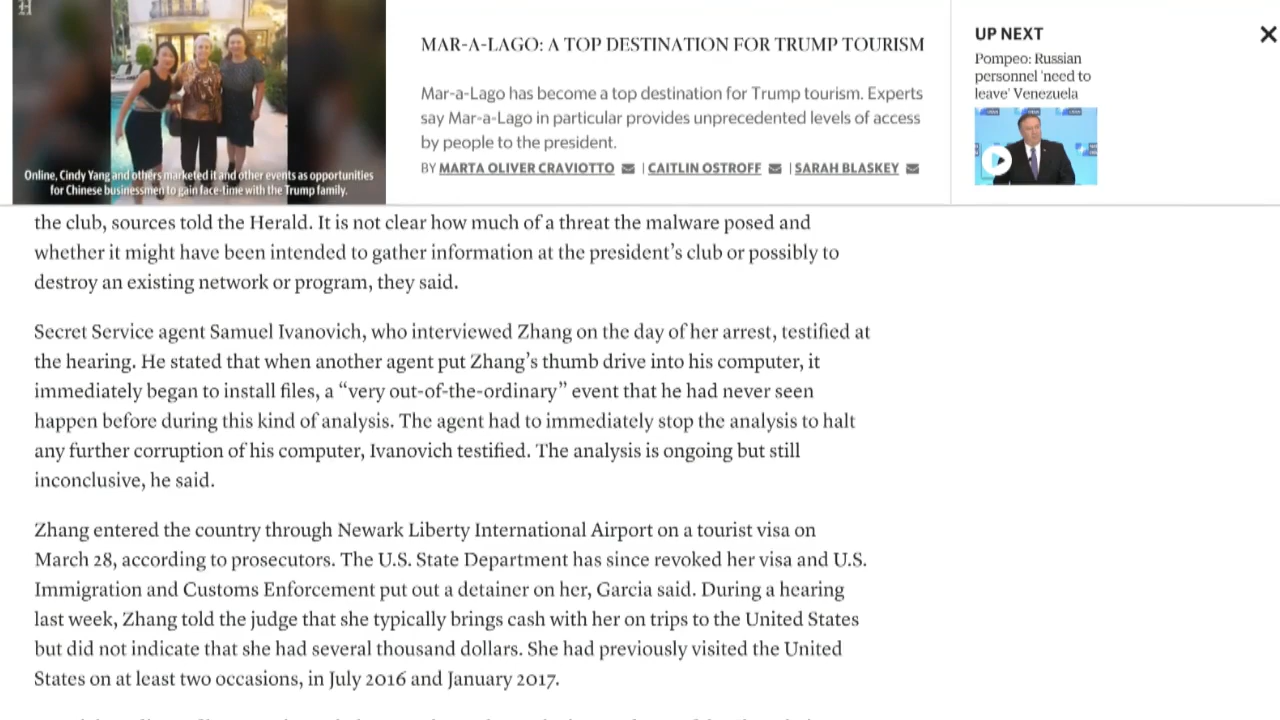 MAR-A-LAGO: A TOP DESTINATION FOR TRUMP TOURISM
Mar-a-Lago has become a top destination for Trump tourism. Experts
say Mar-a-Lago in particular provides unprecedented levels of access
by people to the president.
BY MARTA OLIVER CRAVIOTTO | CAITLIN OSTROFF | SARAH BLASKEY
Online, Cindy Yang and others marketed it and other events as opportunities
for Chinese businessmen to gain face-time with the Trump family.
UP NEXT
Pompeo: Russian
personnel 'need to
leave' Venezuela
the club, sources told the Herald. It is not clear how much of a threat the malware posed and
whether it might have been intended to gather information at the president’s club or possibly to
destroy an existing network or program, they said.
Secret Service agent Samuel Ivanovich, who interviewed Zhang on the day of her arrest, testified at
the hearing. He stated that when another agent put Zhang’s thumb drive into his computer, it
immediately began to install files, a “very out-of-the-ordinary” event that he had never seen
happen before during this kind of analysis. The agent had to immediately stop the analysis to halt
any further corruption of his computer, Ivanovich testified. The analysis is ongoing but still
inconclusive, he said.
Zhang entered the country through Newark Liberty International Airport on a tourist visa on
March 28, according to prosecutors. The U.S. State Department has since revoked her visa and U.S.
Immigration and Customs Enforcement put out a detainer on her, Garcia said. During a hearing
last week, Zhang told the judge that she typically brings cash with her on trips to the United States
but did not indicate that she had several thousand dollars. She had previously visited the United
States on at least two occasions, in July 2016 and January 2017.